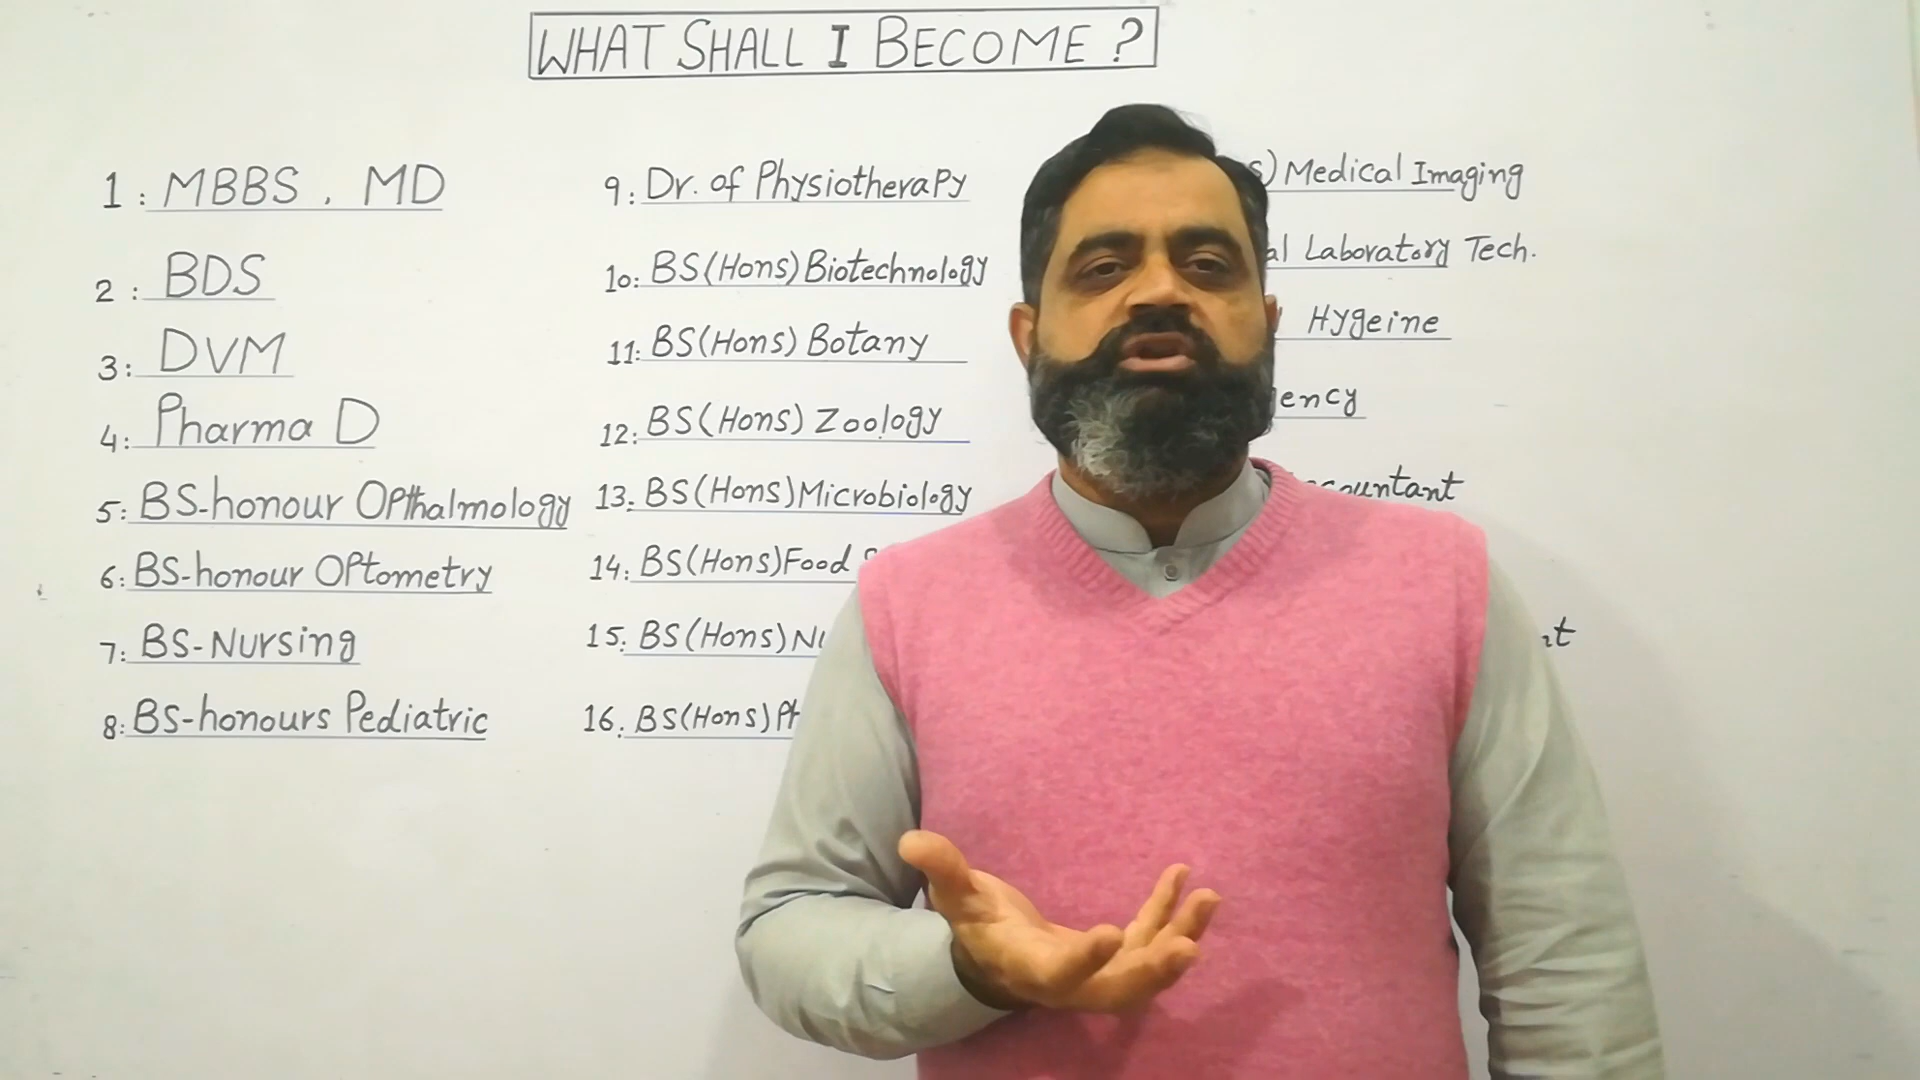 WHAT SHALL I BECOME ?
1: MBBS, MD
2: BDS
3: DVM
4: Pharma D
5: BS-honour Opthalmology
6: BS-honour Optometry
7: BS-Nursing
8: BS-honours Pediatric
9: Dr. of Physiotherapy
10: BS(Hons) Biotechnology
11: BS(Hons) Botany
12: BS(Hons) Zoology
13: BS(Hons) Microbiology
14: BS(Hons) Food
15: BS(Hons)
16: BS(Hons)
Medical Imaging
Laboratory Tech.
Hygeine